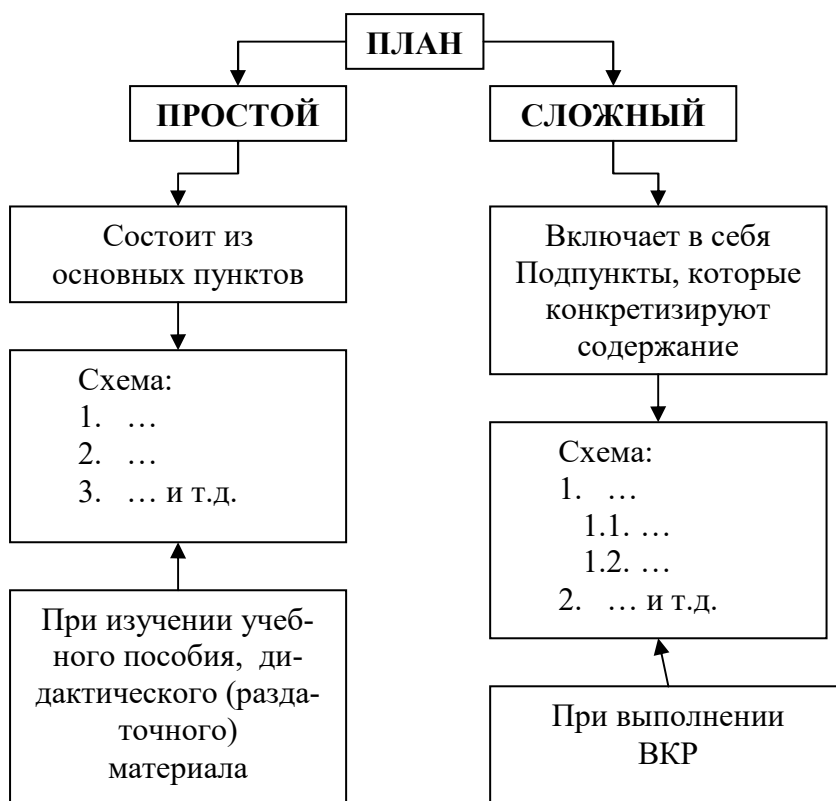 ПЛАН
ПРОСТОЙ
СЛОЖНЫЙ
Состоит из
основных пунктов
Включает в себя
Подпункты, которые
конкретизируют
содержание
Схема:
1. …
2. …
3. … и т.д.
Схема:
1. …
1.1. …
1.2. …
2. … и т.д.
При изучении учеб-
ного пособия, ди-
дактического (разда-
точного)
материала
При выполнении
ВКР